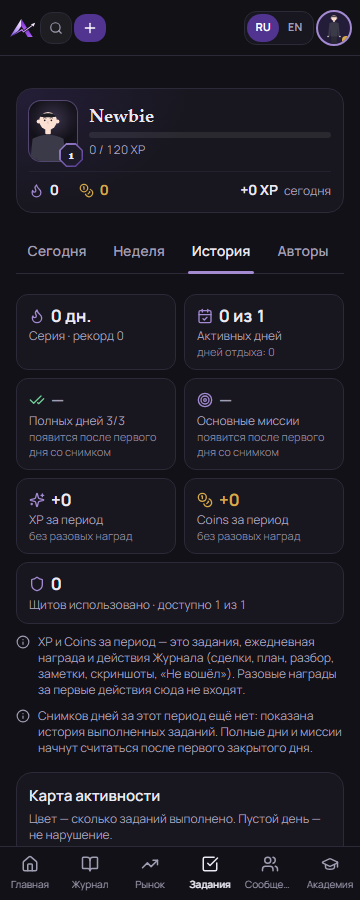 RU EN
Newbie
1
0 / 120 XP
0 0 +0 XP сегодня
Сегодня Неделя История Авторы
0 дн.
Серия · рекорд 0
0 из 1
Активных дней
дней отдыха: 0
—
Полных дней 3/3
появится после первого
дня со снимком
—
Основные миссии
появится после первого
дня со снимком
+0
XP за период
без разовых наград
+0
Coins за период
без разовых наград
0
Щитов использовано · доступно 1 из 1
XP и Coins за период — это задания, ежедневная
награда и действия Журнала (сделки, план, разбор,
заметки, скриншоты, «Не вошёл»). Разовые награды
за первые действия сюда не входят.
Снимков дней за этот период ещё нет: показана
история выполненных заданий. Полные дни и миссии
начнут считаться после первого закрытого дня.
Карта активности
Цвет — сколько заданий выполнено. Пустой день —
не нарушение.
Главная Журнал Рынок Задания Сообще... Академия